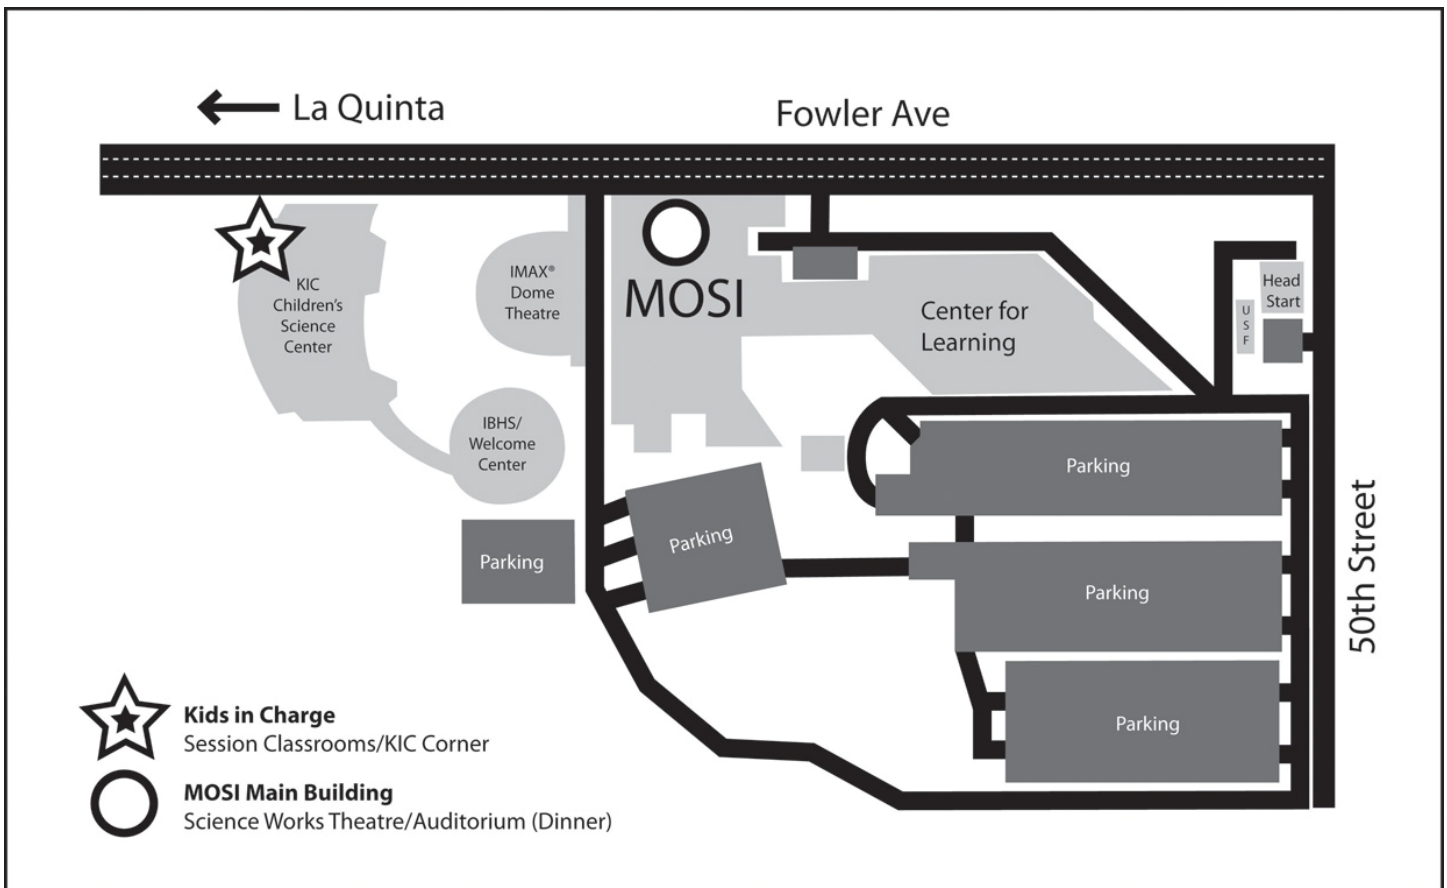 La Quinta
Fowler Ave
KIC
Children's
Science
Center
IMAX®
Dome
Theatre
MOSI
Center for
Learning
Head
Start
U
S
F
IBHS/
Welcome
Center
Parking
Parking
Parking
Parking
Parking
50th Street
Kids in Charge
Session Classrooms/KIC Corner
MOSI Main Building
Science Works Theatre/Auditorium (Dinner)